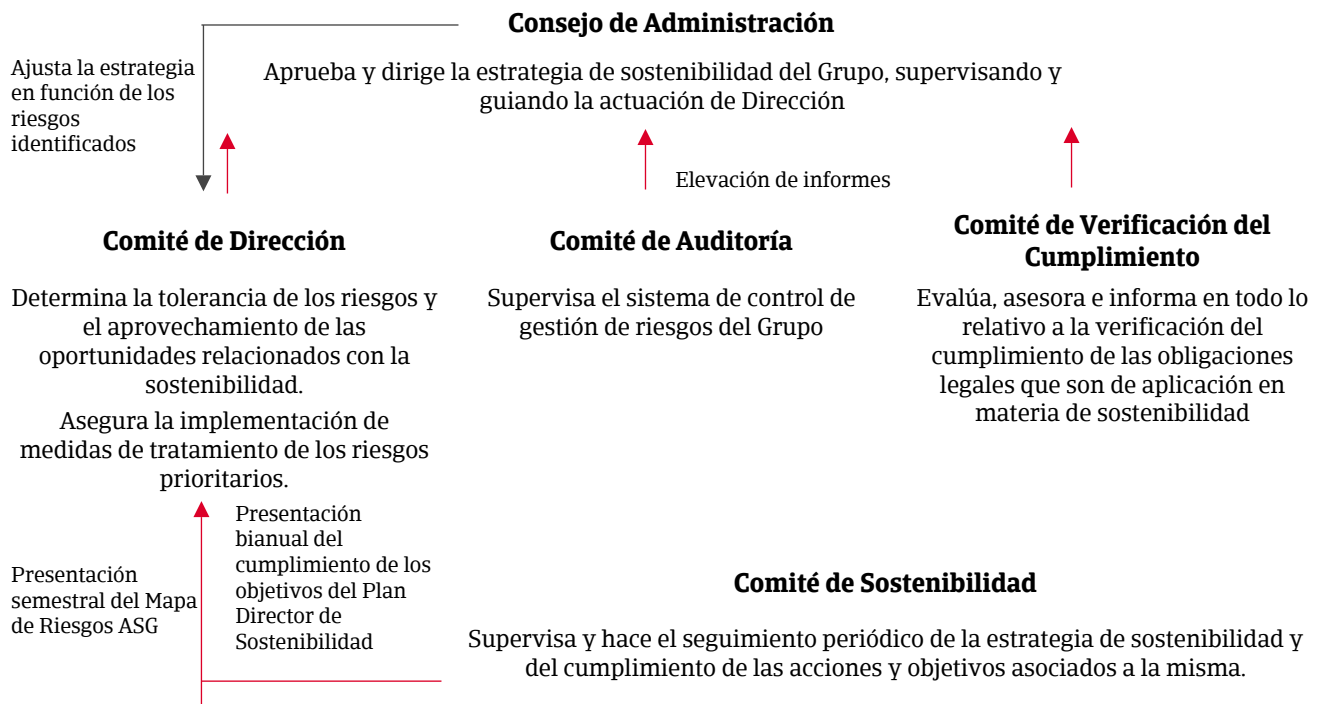 Consejo de Administración
Ajusta la estrategia
en función de los
riesgos
identificados
Aprueba y dirige la estrategia de sostenibilidad del Grupo, supervisando y
guiando la actuación de Dirección
Elevación de informes
Comité de Dirección
Determina la tolerancia de los riesgos y
el aprovechamiento de las
oportunidades relacionados con la
sostenibilidad.
Asegura la implementación de
medidas de tratamiento de los riesgos
prioritarios.
Comité de Auditoría
Supervisa el sistema de control de
gestión de riesgos del Grupo
Comité de Verificación del
Cumplimiento
Evalúa, asesora e informa en todo lo
relativo a la verificación del
cumplimiento de las obligaciones
legales que son de aplicación en
materia de sostenibilidad
Presentación
semestral del Mapa
de Riesgos ASG
Presentación
bianual del
cumplimiento de los
objetivos del Plan
Director de
Sostenibilidad
Comité de Sostenibilidad
Supervisa y hace el seguimiento periódico de la estrategia de sostenibilidad y
del cumplimiento de las acciones y objetivos asociados a la misma.